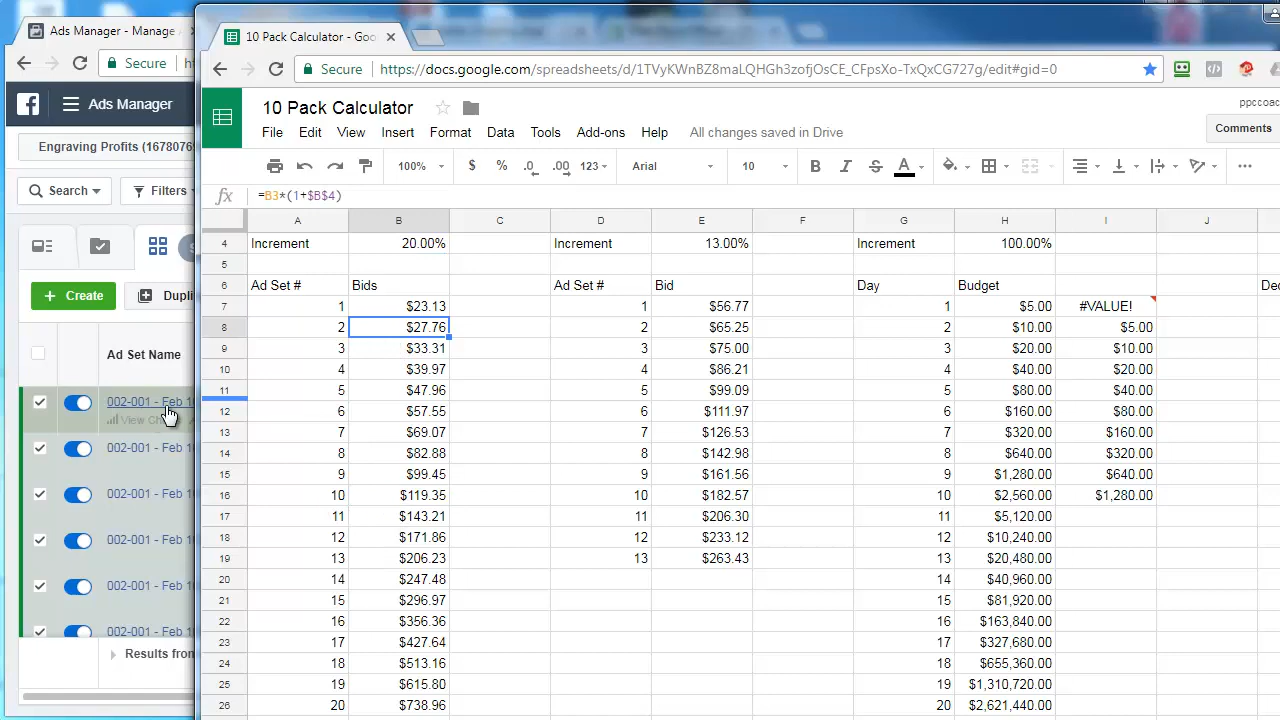 Ads Manager - Manage
10 Pack Calculator - Goo
Secure
Secure https://docs.google.com/spreadsheets/d/1TVyKWnBZ8maLQHGh3zofjOsCE_CFpsXo-TxQxCG727g/edit#gid=0
Ads Manager
10 Pack Calculator
ppccoac
File Edit View Insert Format Data Tools Add-ons Help All changes saved in Drive
Comments
Engraving Profits (16780769
100% $ % .0 .00 123 Arial 10 B I S A
Search Filters
fx =B3*(1+$B$4)
A B C D E F G H I J
4 Increment 20.00% Increment 13.00% Increment 100.00%
5
6 Ad Set # Bids Ad Set # Bid Day Budget
7 1 $23.13 1 $56.77 1 $5.00 #VALUE!
8 2 $27.76 2 $65.25 2 $10.00 $5.00
9 3 $33.31 3 $75.00 3 $20.00 $10.00
10 4 $39.97 4 $86.21 4 $40.00 $20.00
11 5 $47.96 5 $99.09 5 $80.00 $40.00
12 6 $57.55 6 $111.97 6 $160.00 $80.00
13 7 $69.07 7 $126.53 7 $320.00 $160.00
14 8 $82.88 8 $142.98 8 $640.00 $320.00
15 9 $99.45 9 $161.56 9 $1,280.00 $640.00
16 10 $119.35 10 $182.57 10 $2,560.00 $1,280.00
17 11 $143.21 11 $206.30 11 $5,120.00
18 12 $171.86 12 $233.12 12 $10,240.00
19 13 $206.23 13 $263.43 13 $20,480.00
20 14 $247.48 14 $40,960.00
21 15 $296.97 15 $81,920.00
22 16 $356.36 16 $163,840.00
23 17 $427.64 17 $327,680.00
24 18 $513.16 18 $655,360.00
25 19 $615.80 19 $1,310,720.00
26 20 $738.96 20 $2,621,440.00
+ Create Dupli
Ad Set Name
002-001 - Feb 1
View Ch
002-001 - Feb 1
002-001 - Feb 1
002-001 - Feb 1
002-001 - Feb 1
002-001 - Feb 1
Results from